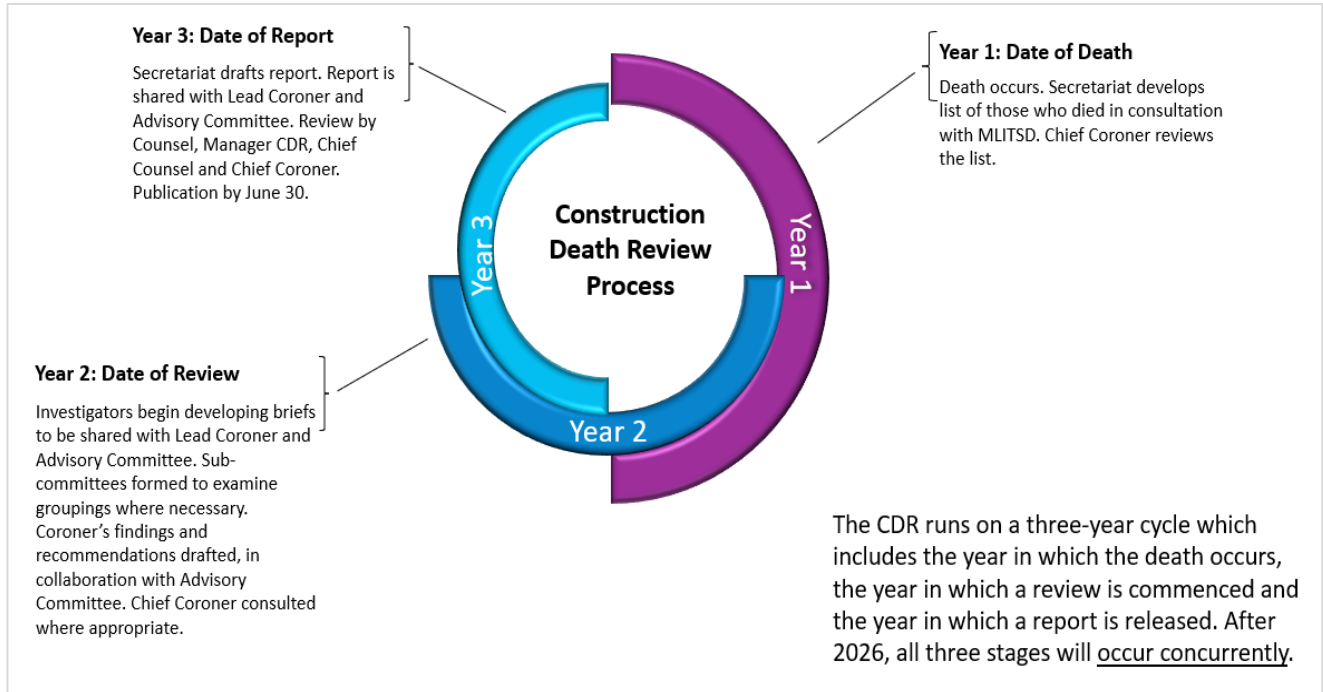 Year 3: Date of Report
Secretariat drafts report. Report is
shared with Lead Coroner and
Advisory Committee. Review by
Counsel, Manager CDR, Chief
Counsel and Chief Coroner.
Publication by June 30.
Year 1: Date of Death
Death occurs. Secretariat develops
list of those who died in consultation
with MLITSD. Chief Coroner reviews
the list.
Construction
Death Review
Process
Year 3
Year 1
Year 2
Year 2: Date of Review
Investigators begin developing briefs
to be shared with Lead Coroner and
Advisory Committee. Sub-
committees formed to examine
groupings where necessary.
Coroner’s findings and
recommendations drafted, in
collaboration with Advisory
Committee. Chief Coroner consulted
where appropriate.
The CDR runs on a three-year cycle which
includes the year in which the death occurs,
the year in which a review is commenced and
the year in which a report is released. After
2026, all three stages will occur concurrently.